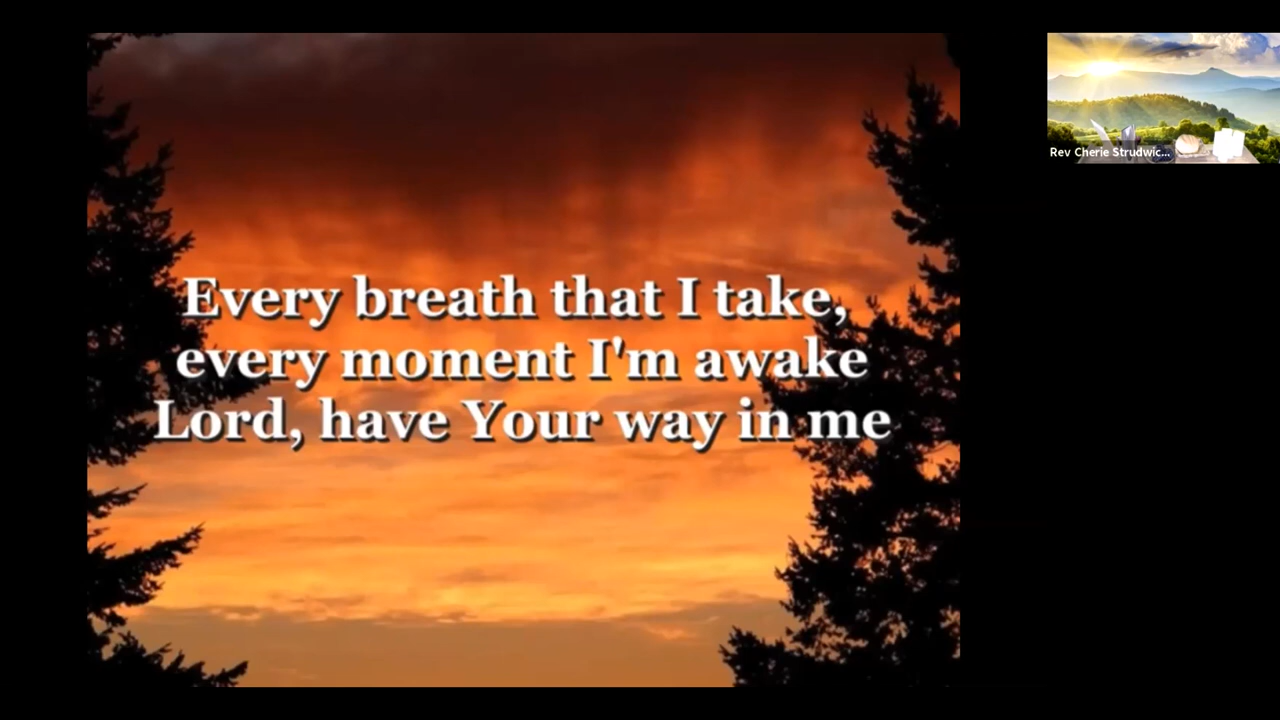 Every breath that I take,
every moment I'm awake
Lord, have Your way in me
Rev Cherie Strudwic...